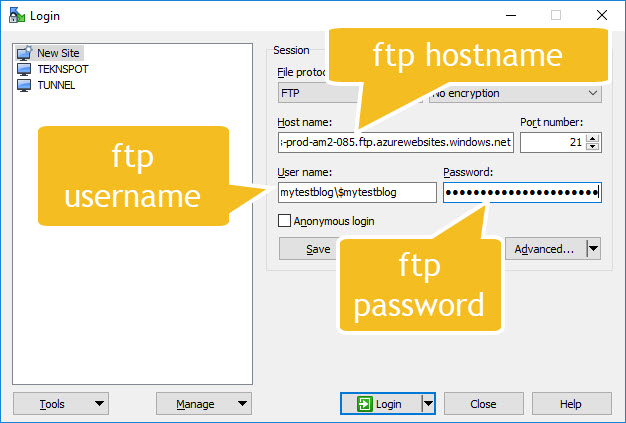 Login
New Site
TEKNSPOT
TUNNEL
Session
ftp hostname
File protoc
FTP
No encryption
Host name:
Port number:
s-prod-am2-085.ftp.azurewebsites.windows.net
21
ftp
username
User name:
Password:
mytestblog\$mytestblog
Anonymous login
Save
Advanced...
ftp
password
Tools
Manage
Login
Close
Help